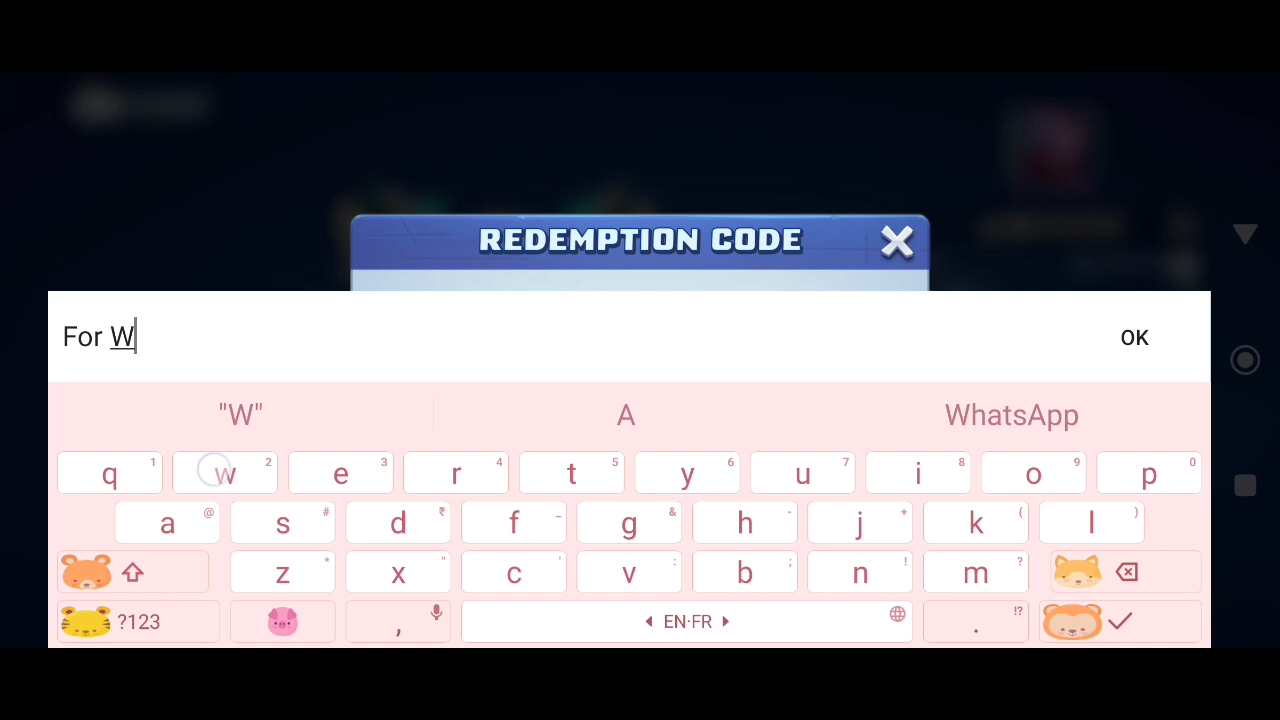 REDEMPTION CODE
For W
OK
"W" A WhatsApp
q 1 w 2 e 3 r 4 t 5 y 6 u 7 i 8 o 9 p 0
a @ s # d ₹ f _ g & h - j + k ( l )
z * x " c ' v : b ; n ! m ?
?123 , EN·FR . !?